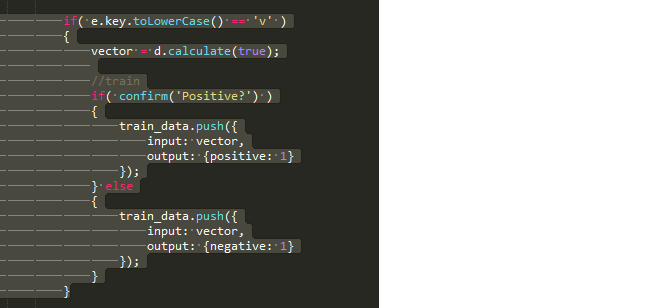 if( e.key.toLowerCase() == 'v' )
{
vector = d.calculate(true);
//train
if( confirm('Positive?') )
{
train_data.push({
input: vector,
output: {positive: 1}
});
} else
{
train_data.push({
input: vector,
output: {negative: 1}
});
}
}